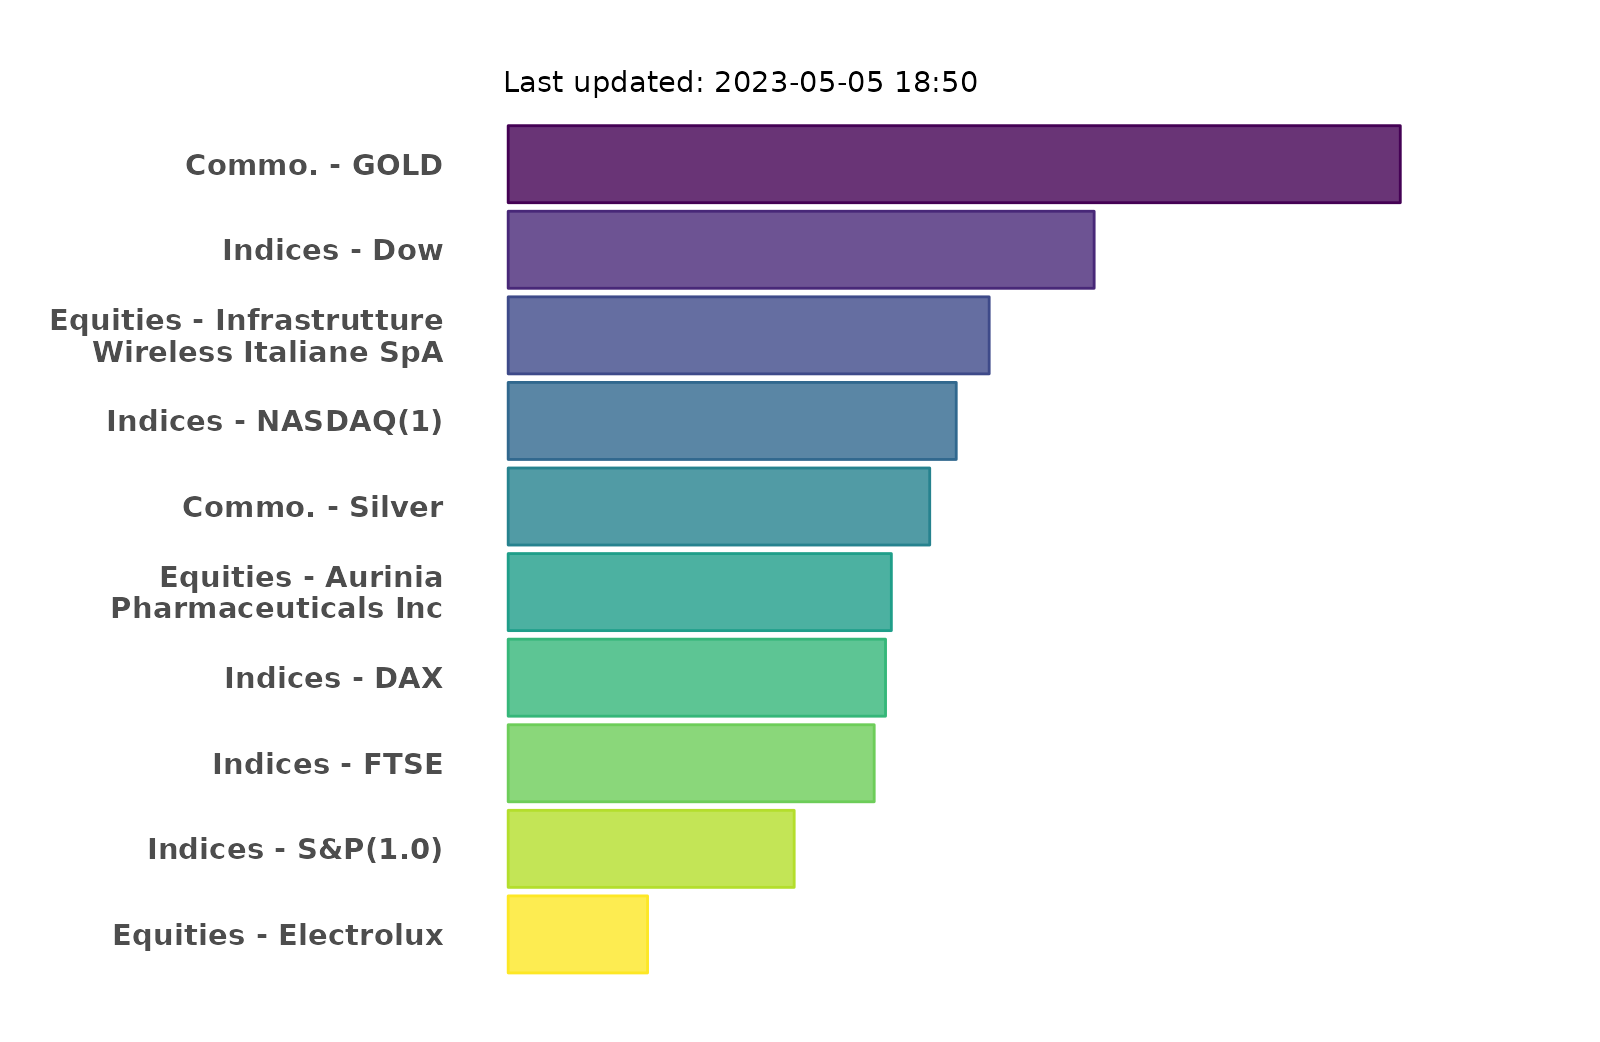 Last updated: 2023-05-05 18:50
Commo. - GOLD
Indices - Dow
Equities - Infrastrutture
Wireless Italiane SpA
Indices - NASDAQ(1)
Commo. - Silver
Equities - Aurinia
Pharmaceuticals Inc
Indices - DAX
Indices - FTSE
Indices - S&P(1.0)
Equities - Electrolux